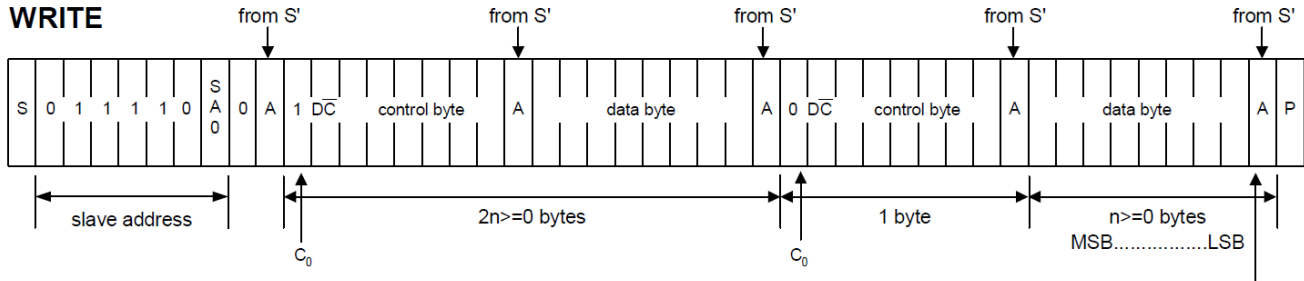 WRITE
from S' from S' from S' from S' from S'
S 0 1 1 1 1 0 SA0 0 A 1 DC̅ control byte A data byte A 0 DC̅ control byte A data byte A P
slave address 2n>=0 bytes 1 byte n>=0 bytes
MSB.................LSB
C₀ C₀